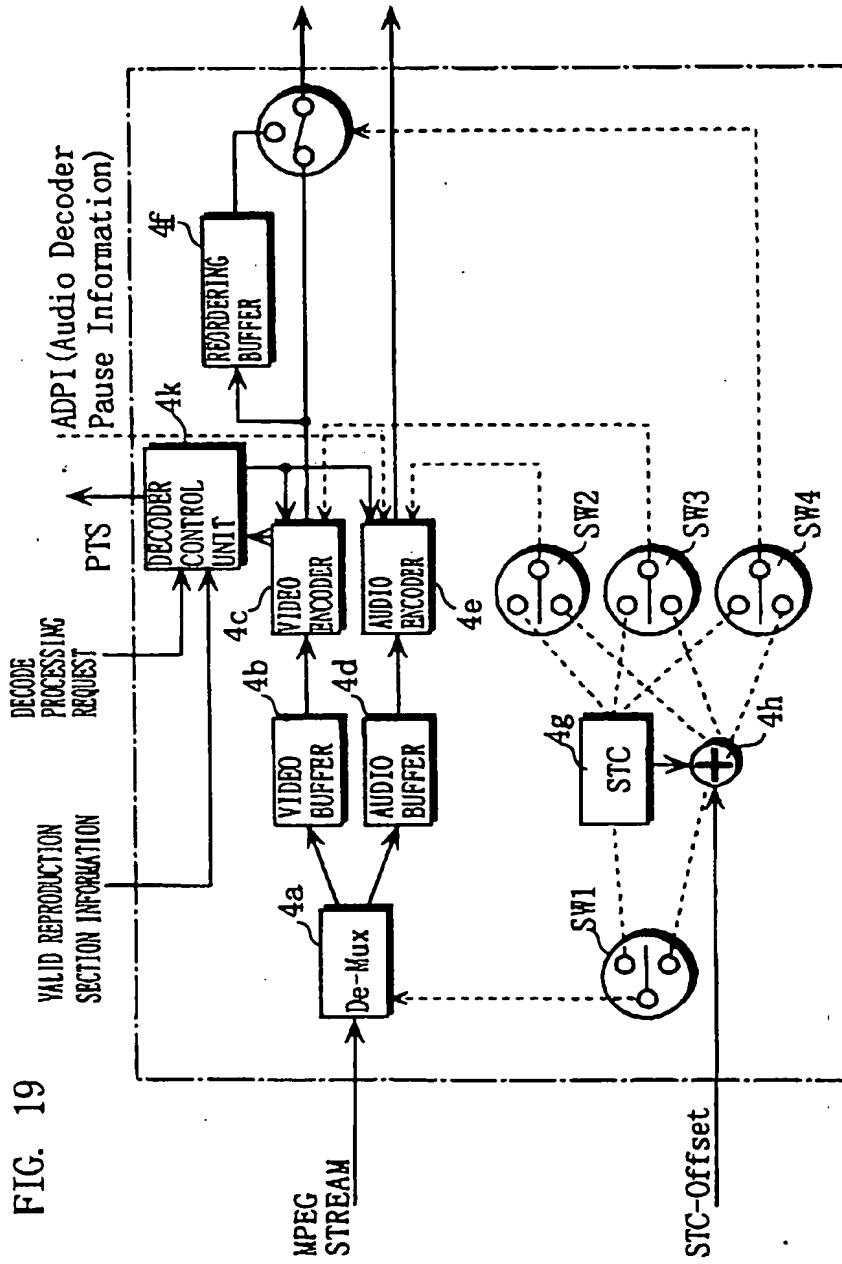 FIG. 19
VALID REPRODUCTION
SECTION INFORMATION
DECODE
PROCESSING
REQUEST
PTS
ADPI(Audio Decoder
Pause Information)
4k
DECODER
CONTROL
UNIT
4f
REORDERING
BUFFER
MPEG
STREAM
4a
De-Mux
4b
VIDEO
BUFFER
4c
VIDEO
ENCODER
4d
AUDIO
BUFFER
AUDIO
ENCODER
4e
SW1
4g
STC
SW2
SW3
SW4
4h
STC-Offset